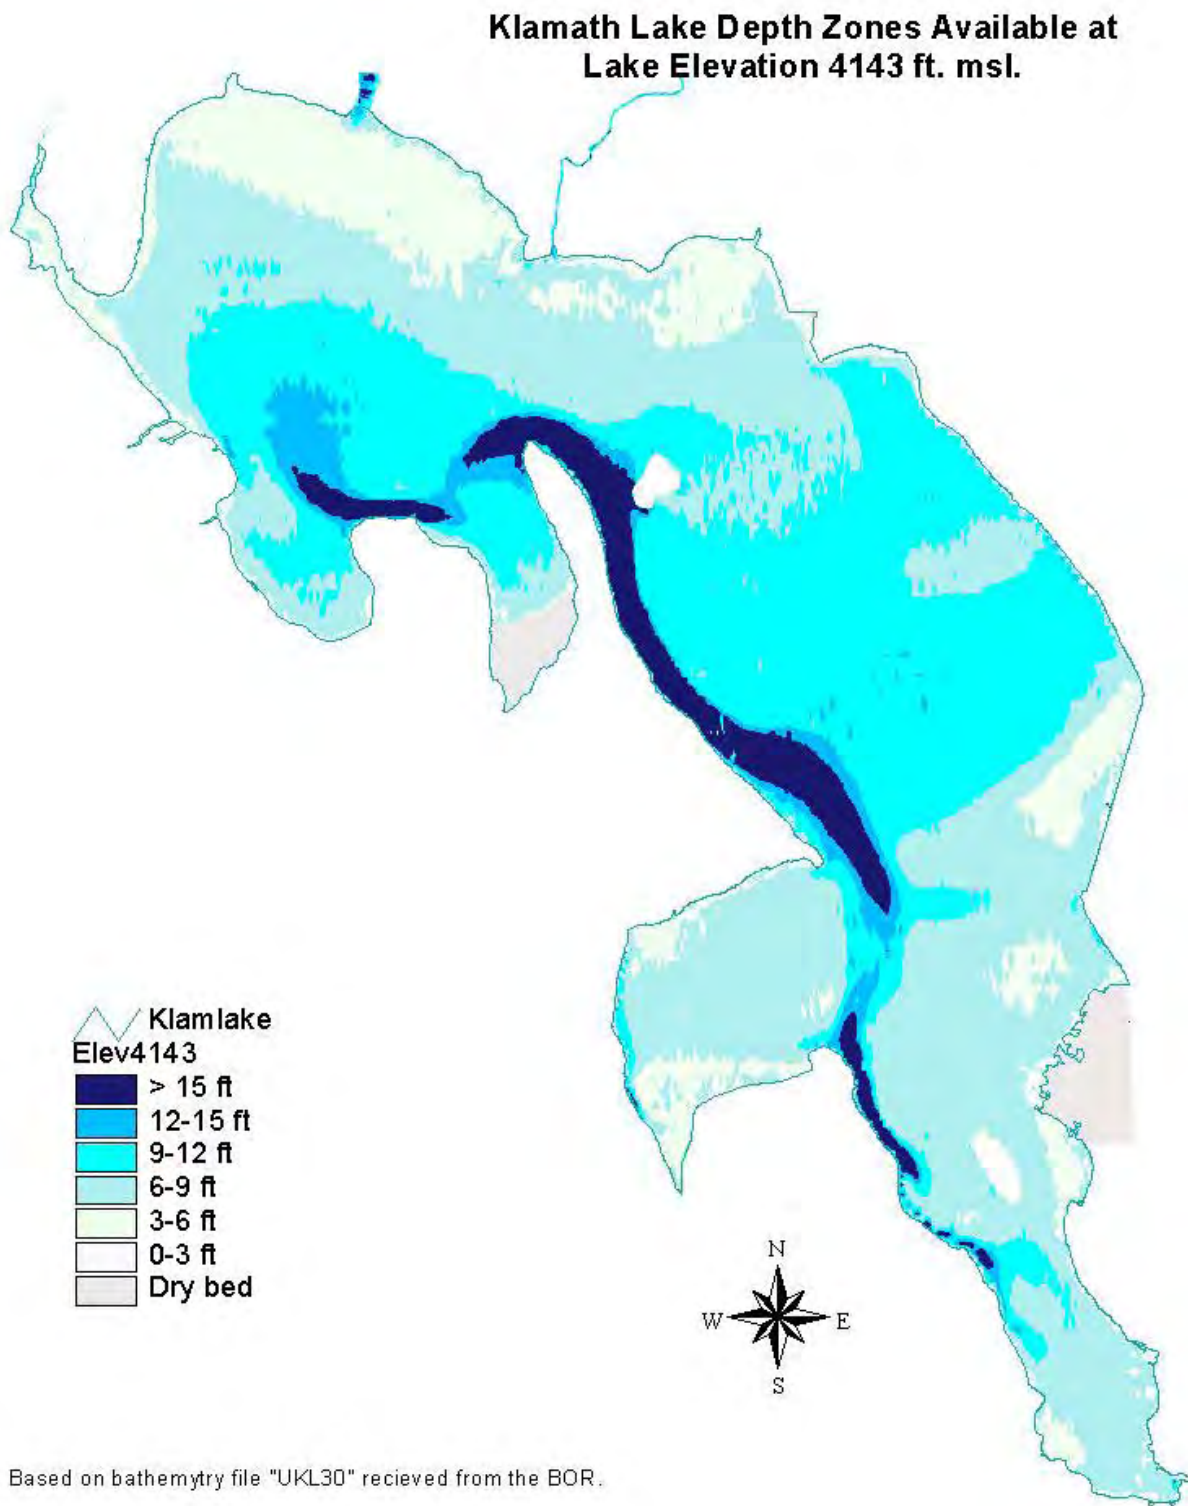 Klamath Lake Depth Zones Available at
Lake Elevation 4143 ft. msl.
Klamlake
Elev4143
> 15 ft
12-15 ft
9-12 ft
6-9 ft
3-6 ft
0-3 ft
Dry bed
N
W
E
S
Based on bathemytry file "UKL30" recieved from the BOR.